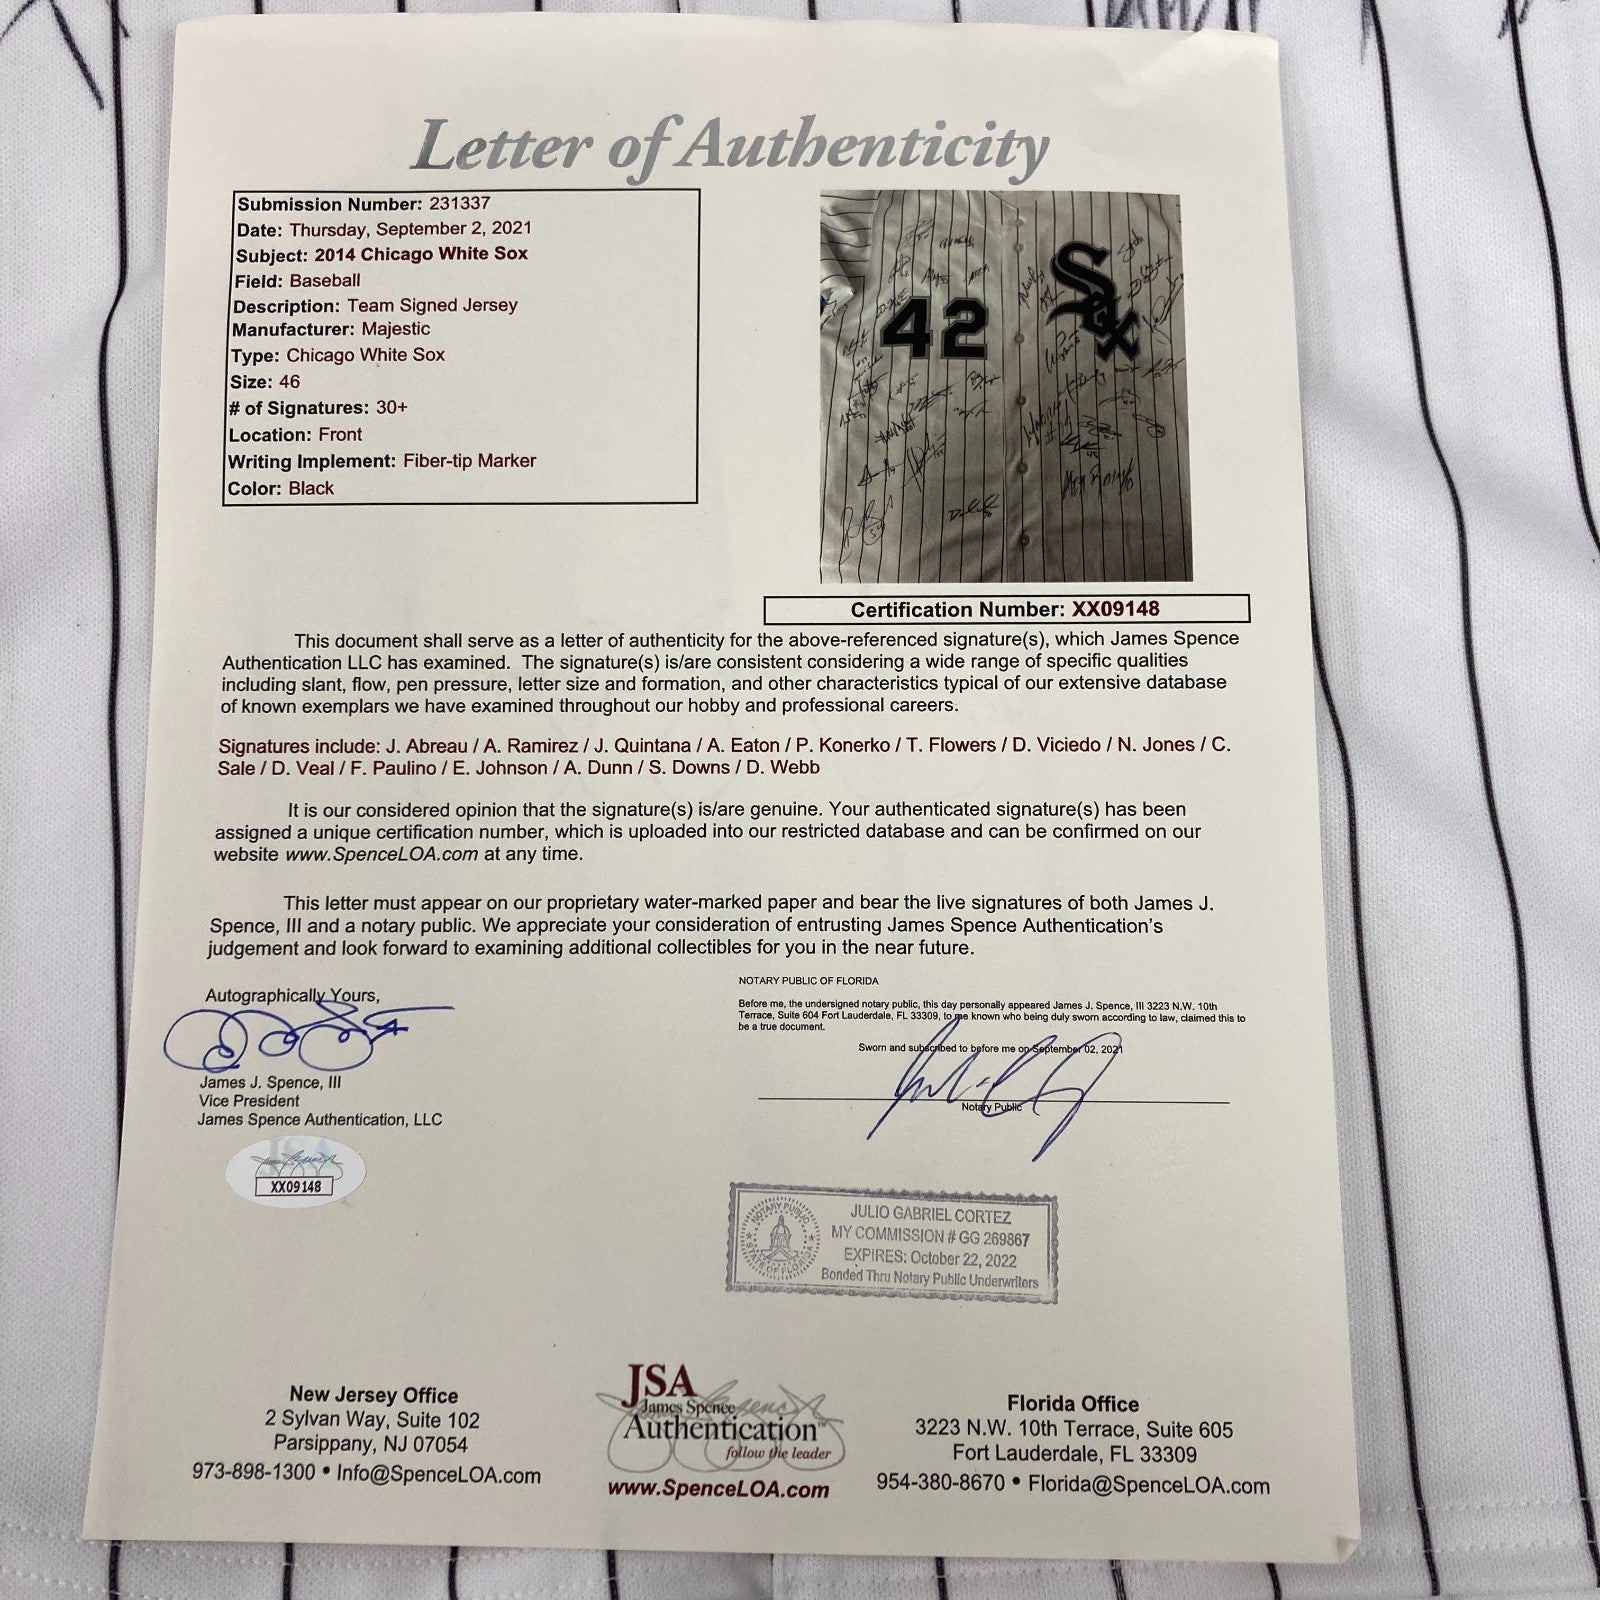 Letter of Authenticity
Submission Number: 231337
Date: Thursday, September 2, 2021
Subject: 2014 Chicago White Sox
Field: Baseball
Description: Team Signed Jersey
Manufacturer: Majestic
Type: Chicago White Sox
Size: 46
# of Signatures: 30+
Location: Front
Writing Implement: Fiber-tip Marker
Color: Black
42
Sox
Certification Number: XX09148
This document shall serve as a letter of authenticity for the above-referenced signature(s), which James Spence
Authentication LLC has examined. The signature(s) is/are consistent considering a wide range of specific qualities
including slant, flow, pen pressure, letter size and formation, and other characteristics typical of our extensive database
of known exemplars we have examined throughout our hobby and professional careers.
Signatures include: J. Abreau / A. Ramirez / J. Quintana / A. Eaton / P. Konerko / T. Flowers / D. Viciedo / N. Jones / C.
Sale / D. Veal / F. Paulino / E. Johnson / A. Dunn / S. Downs / D. Webb
It is our considered opinion that the signature(s) is/are genuine. Your authenticated signature(s) has been
assigned a unique certification number, which is uploaded into our restricted database and can be confirmed on our
website www.SpenceLOA.com at any time.
This letter must appear on our proprietary water-marked paper and bear the live signatures of both James J.
Spence, III and a notary public. We appreciate your consideration of entrusting James Spence Authentication's
judgement and look forward to examining additional collectibles for you in the near future.
Autographically Yours,
James J. Spence, III
Vice President
James Spence Authentication, LLC
JSA
XX09148
NOTARY PUBLIC OF FLORIDA
Before me, the undersigned notary public, this day personally appeared James J. Spence, III 3223 N.W. 10th
Terrace, Suite 604 Fort Lauderdale, FL 33309, to me known who being duly sworn according to law, claimed this to
be a true document.
Sworn and subscribed to before me on September 02, 2021
Notary Public
NOTARY PUBLIC
STATE OF FLORIDA
JULIO GABRIEL CORTEZ
MY COMMISSION # GG 269867
EXPIRES: October 22, 2022
Bonded Thru Notary Public Underwriters
New Jersey Office
2 Sylvan Way, Suite 102
Parsippany, NJ 07054
973-898-1300 • Info@SpenceLOA.com
JSA
James Spence
Authentication™
follow the leader
www.SpenceLOA.com
Florida Office
3223 N.W. 10th Terrace, Suite 605
Fort Lauderdale, FL 33309
954-380-8670 • Florida@SpenceLOA.com